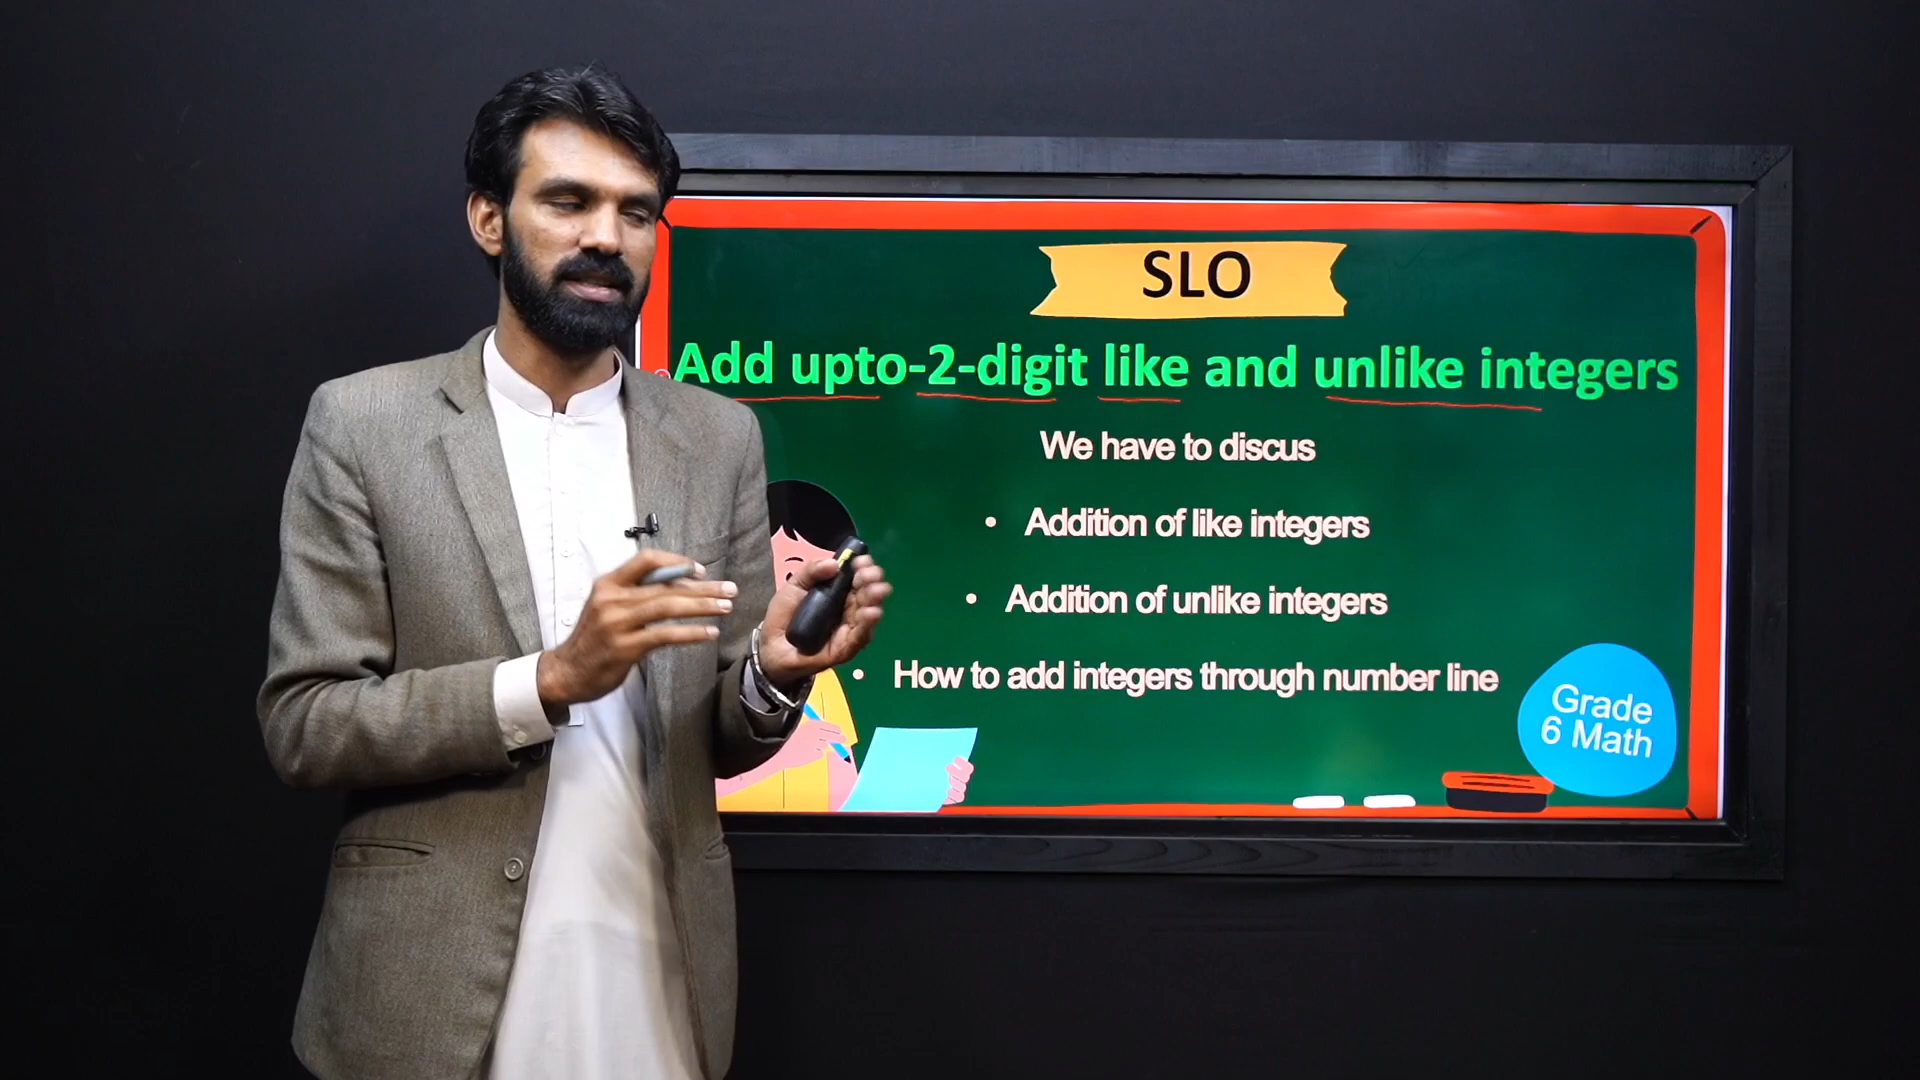 SLO
Add upto-2-digit like and unlike integers
We have to discus
• Addition of like integers
• Addition of unlike integers
• How to add integers through number line
Grade
6 Math